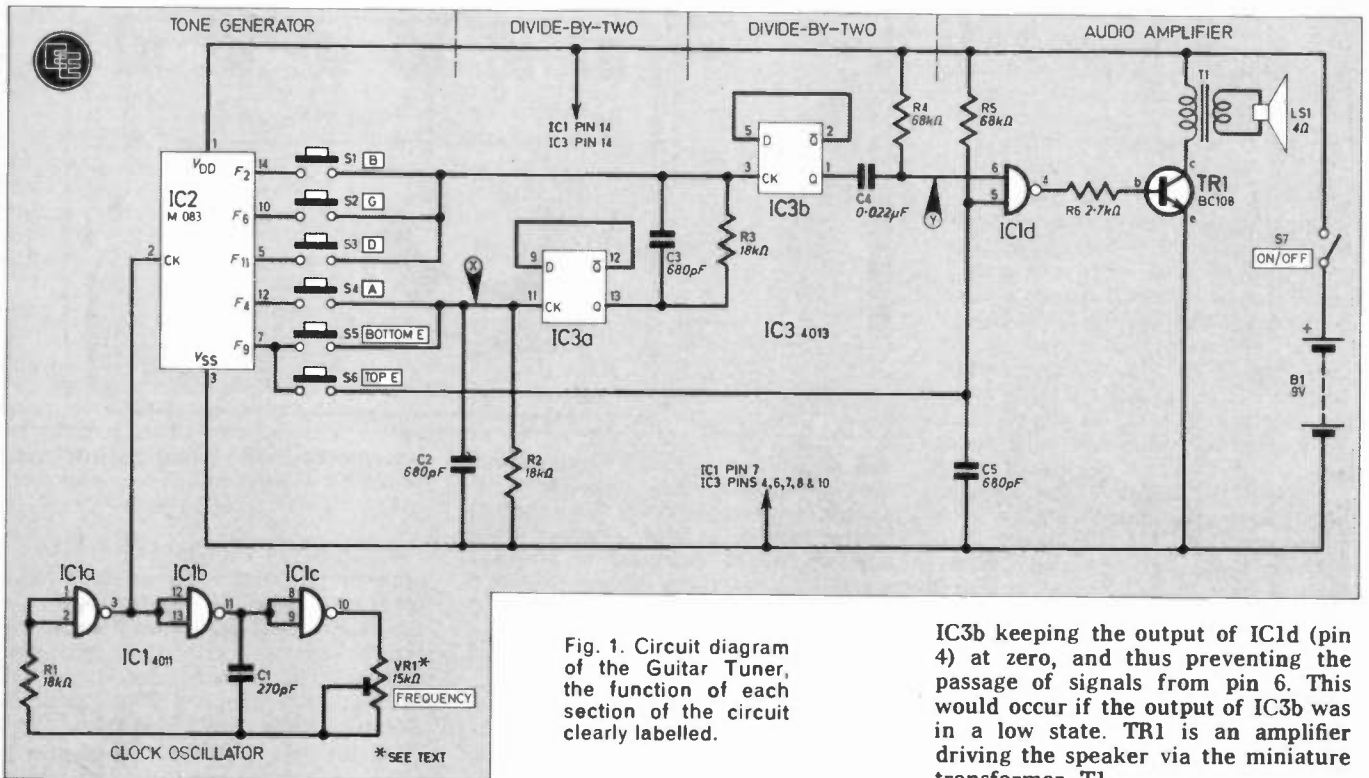 TONE GENERATOR
DIVIDE-BY-TWO
DIVIDE-BY-TWO
AUDIO AMPLIFIER
EE
IC1 PIN 14
IC3 PIN 14
1
VDD
IC2
M 083
2
CK
VSS
3
14
F2
S1 B
10
F6
S2 G
5
F11
S3 D
12
F4
S4 A
7
F9
S5 BOTTOM E
S6 TOP E
X
9
D
Q̅
12
11
CK
Q
13
IC3a
C2
680pF
R2
18kΩ
C3
680pF
R3
18kΩ
5
D
Q̅
2
3
CK
Q
1
IC3b
IC3 4013
C4
0·022µF
R4
68kΩ
R5
68kΩ
Y
6
5
4
IC1d
R6 2·7kΩ
b
c
e
TR1
BC108
T1
LS1
4Ω
S7
ON/OFF
+
B1
9V
C5
680pF
IC1 PIN 7
IC3 PINS 4,6,7,8 & 10
IC1a
1
2
3
IC1b
12
13
11
IC1c
8
9
10
R1
18kΩ
IC1 4011
C1
270pF
VR1*
15kΩ
FREQUENCY
CLOCK OSCILLATOR
*SEE TEXT
Fig. 1. Circuit diagram
of the Guitar Tuner,
the function of each
section of the circuit
clearly labelled.
IC3b keeping the output of IC1d (pin
4) at zero, and thus preventing the
passage of signals from pin 6. This
would occur if the output of IC3b was
in a low state. TR1 is an amplifier
driving the speaker via the miniature
transformer, T1.